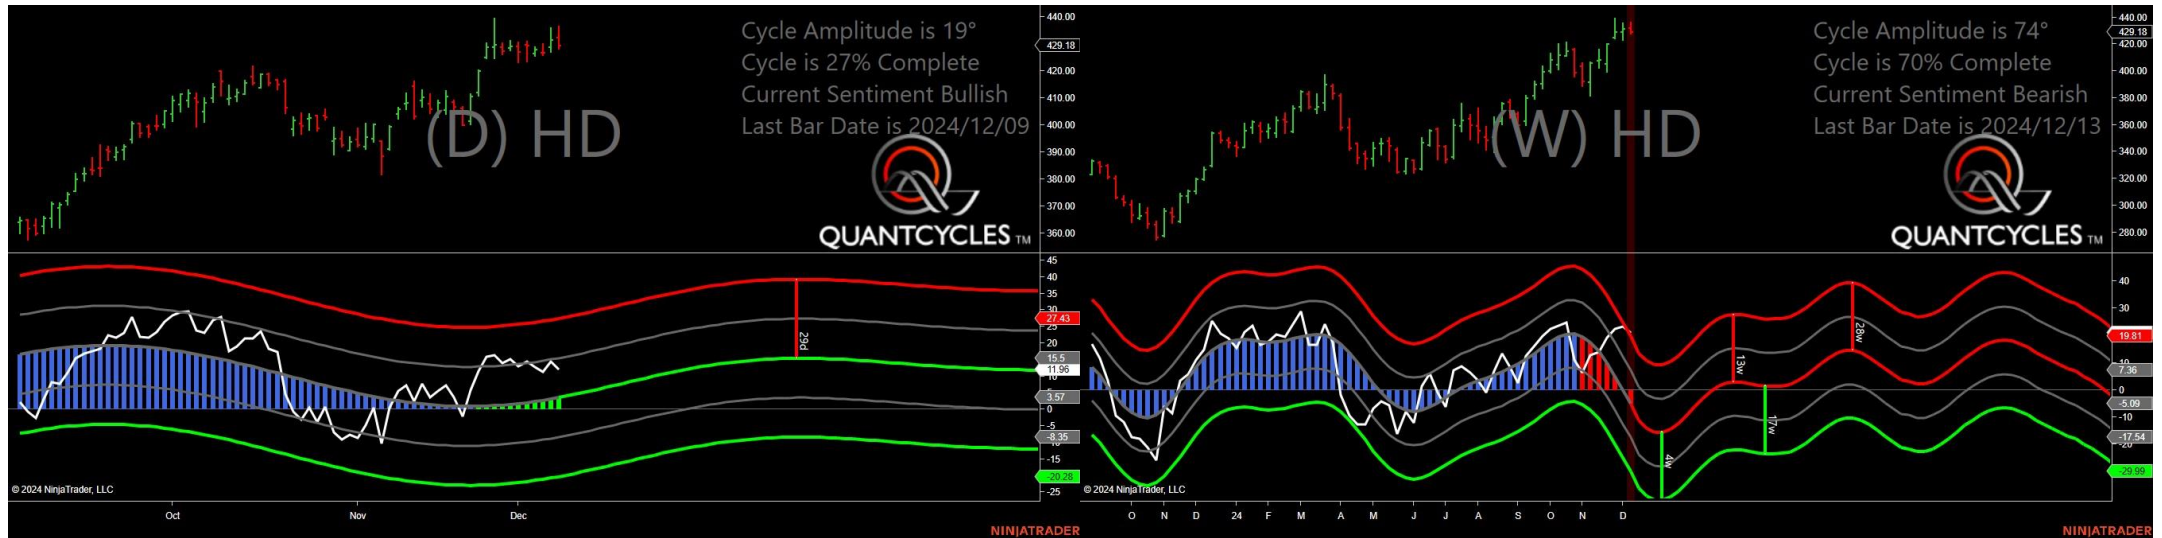 Cycle Amplitude is 19°
Cycle is 27% Complete
Current Sentiment Bullish
Last Bar Date is 2024/12/09
(D) HD
QUANTCYCLES TM
440.00
429.18
420.00
410.00
400.00
390.00
380.00
370.00
360.00
45
40
35
30
27.43
25
20
15.5
11.96
10
3.57
0
-5
-8.35
-15
-20.28
-25
29d
© 2024 NinjaTrader, LLC
Oct Nov Dec
NINJATRADER
Cycle Amplitude is 74°
Cycle is 70% Complete
Current Sentiment Bearish
Last Bar Date is 2024/12/13
(W) HD
QUANTCYCLES TM
440.00
429.18
420.00
400.00
380.00
360.00
340.00
320.00
300.00
280.00
40
30
19.81
10
7.36
0
-5.09
-10
-17.54
-20
-29.99
13w
28w
17w
4w
© 2024 NinjaTrader, LLC
O N D 24 F M A M J J A S O N D
NINJATRADER